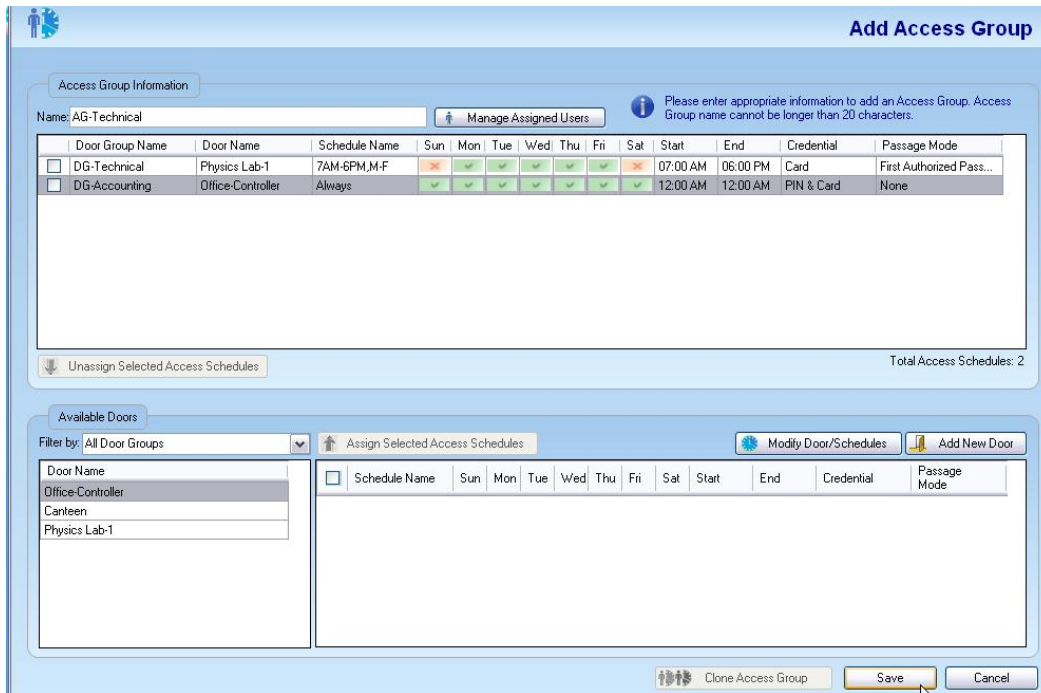 Add Access Group
Access Group Information
Name: AG-Technical
Manage Assigned Users
Please enter appropriate information to add an Access Group. Access
Group name cannot be longer than 20 characters.
Door Group Name Door Name Schedule Name Sun Mon Tue Wed Thu Fri Sat Start End Credential Passage Mode
DG-Technical Physics Lab-1 7AM-6PM,M-F 07:00 AM 06:00 PM Card First Authorized Pass...
DG-Accounting Office-Controller Always 12:00 AM 12:00 AM PIN & Card None
Unassign Selected Access Schedules
Total Access Schedules: 2
Available Doors
Filter by: All Door Groups
Assign Selected Access Schedules
Modify Door/Schedules
Add New Door
Door Name
Office-Controller
Canteen
Physics Lab-1
Schedule Name Sun Mon Tue Wed Thu Fri Sat Start End Credential Passage
Mode
Clone Access Group
Save
Cancel